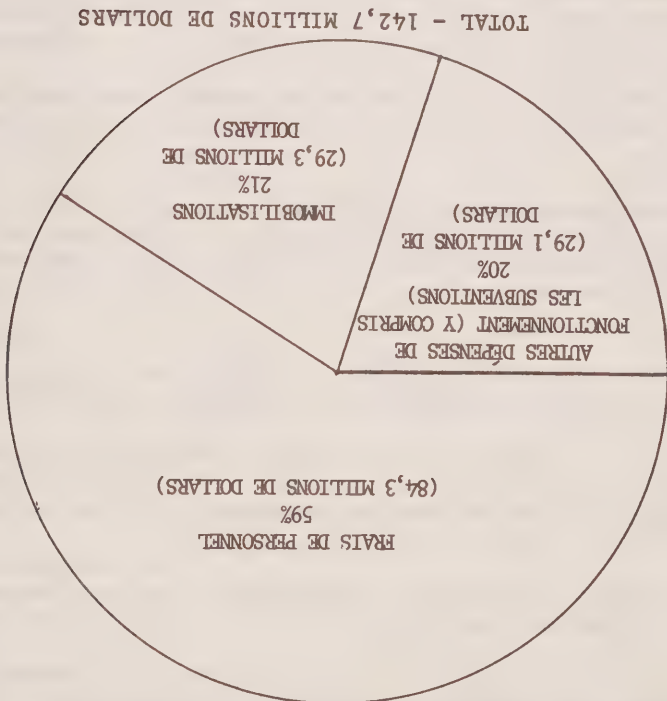 FRAIS DE PERSONNEL
59%
(84,3 MILLIONS DE DOLLARS)
AUTRES DÉPENSES DE
FONCTIONNEMENT (Y COMPRIS
LES SUBVENTIONS)
20%
(29,1 MILLIONS DE
DOLLARS)
IMMOBILISATIONS
21%
(29,3 MILLIONS DE
DOLLARS)
TOTAL - 142,7 MILLIONS DE DOLLARS